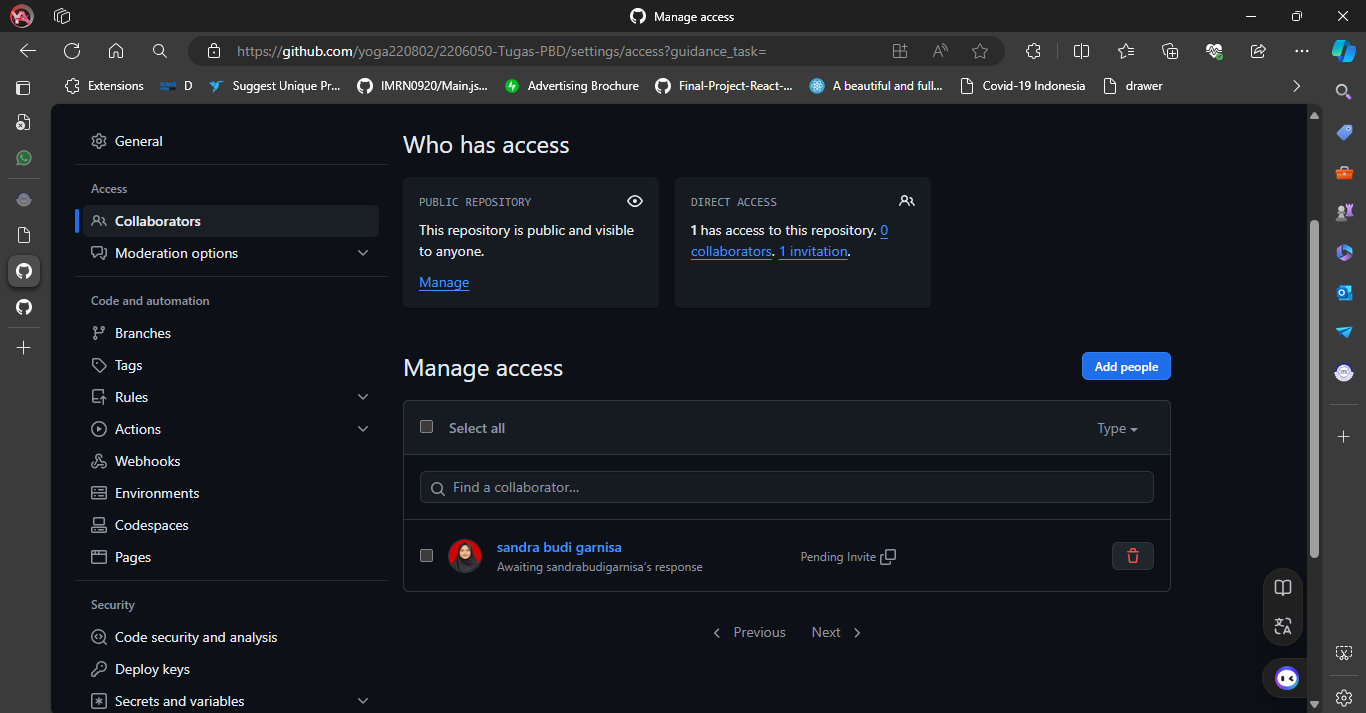 Manage access
https://github.com/yoga220802/2206050-Tugas-PBD/settings/access?guidance_task=
Extensions
D
Suggest Unique Pr...
IMRN0920/Main.js...
Advertising Brochure
Final-Project-React-...
A beautiful and full...
Covid-19 Indonesia
drawer
General
Access
Collaborators
Moderation options
Code and automation
Branches
Tags
Rules
Actions
Webhooks
Environments
Codespaces
Pages
Security
Code security and analysis
Deploy keys
Secrets and variables
Who has access
PUBLIC REPOSITORY
This repository is public and visible
to anyone.
Manage
DIRECT ACCESS
1 has access to this repository. 0
collaborators. 1 invitation.
Manage access
Add people
Select all
Type
Find a collaborator...
sandra budi garnisa
Awaiting sandrabudigarnisa's response
Pending Invite
Previous
Next